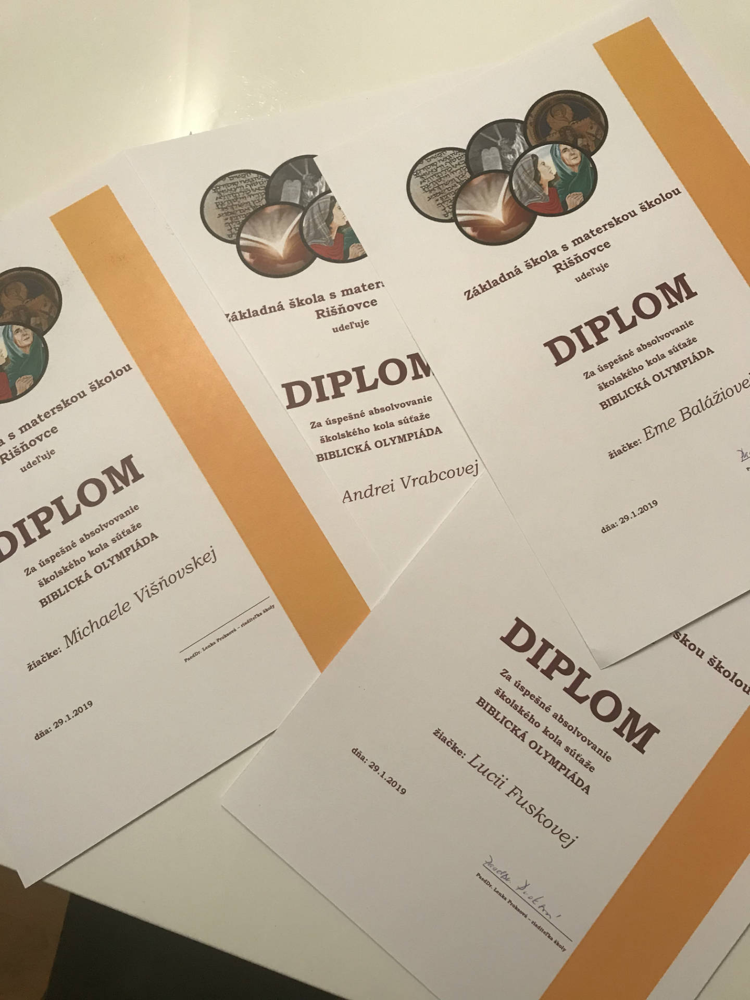 a s materskou školou
Rišňovce
udeľuje
DIPLOM
Za úspešné absolvovanie
školského kola súťaže
BIBLICKÁ OLYMPIÁDA
žiačke: Michaele Višňovskej
PaedDr. Lenka Proksová – riaditeľka školy
dňa: 29.1.2019
Základná škola s mater
Rišňovce
udeľuje
DIPLOM
Za úspešné absolvovanie
školského kola súťaže
BIBLICKÁ OLYMPIÁDA
Andrei Vrabcovej
Základná škola s materskou školou
Rišňovce
udeľuje
DIPLOM
Za úspešné absolvovanie
školského kola súťaže
BIBLICKÁ OLYMPIÁDA
žiačke: Eme Balážiovej
dňa: 29.1.2019
skou školou
DIPLOM
Za úspešné absolvovanie
školského kola súťaže
BIBLICKÁ OLYMPIÁDA
žiačke: Lucii Fuskovej
dňa: 29.1.2019
PaedDr. Lenka Proksová – riaditeľka školy